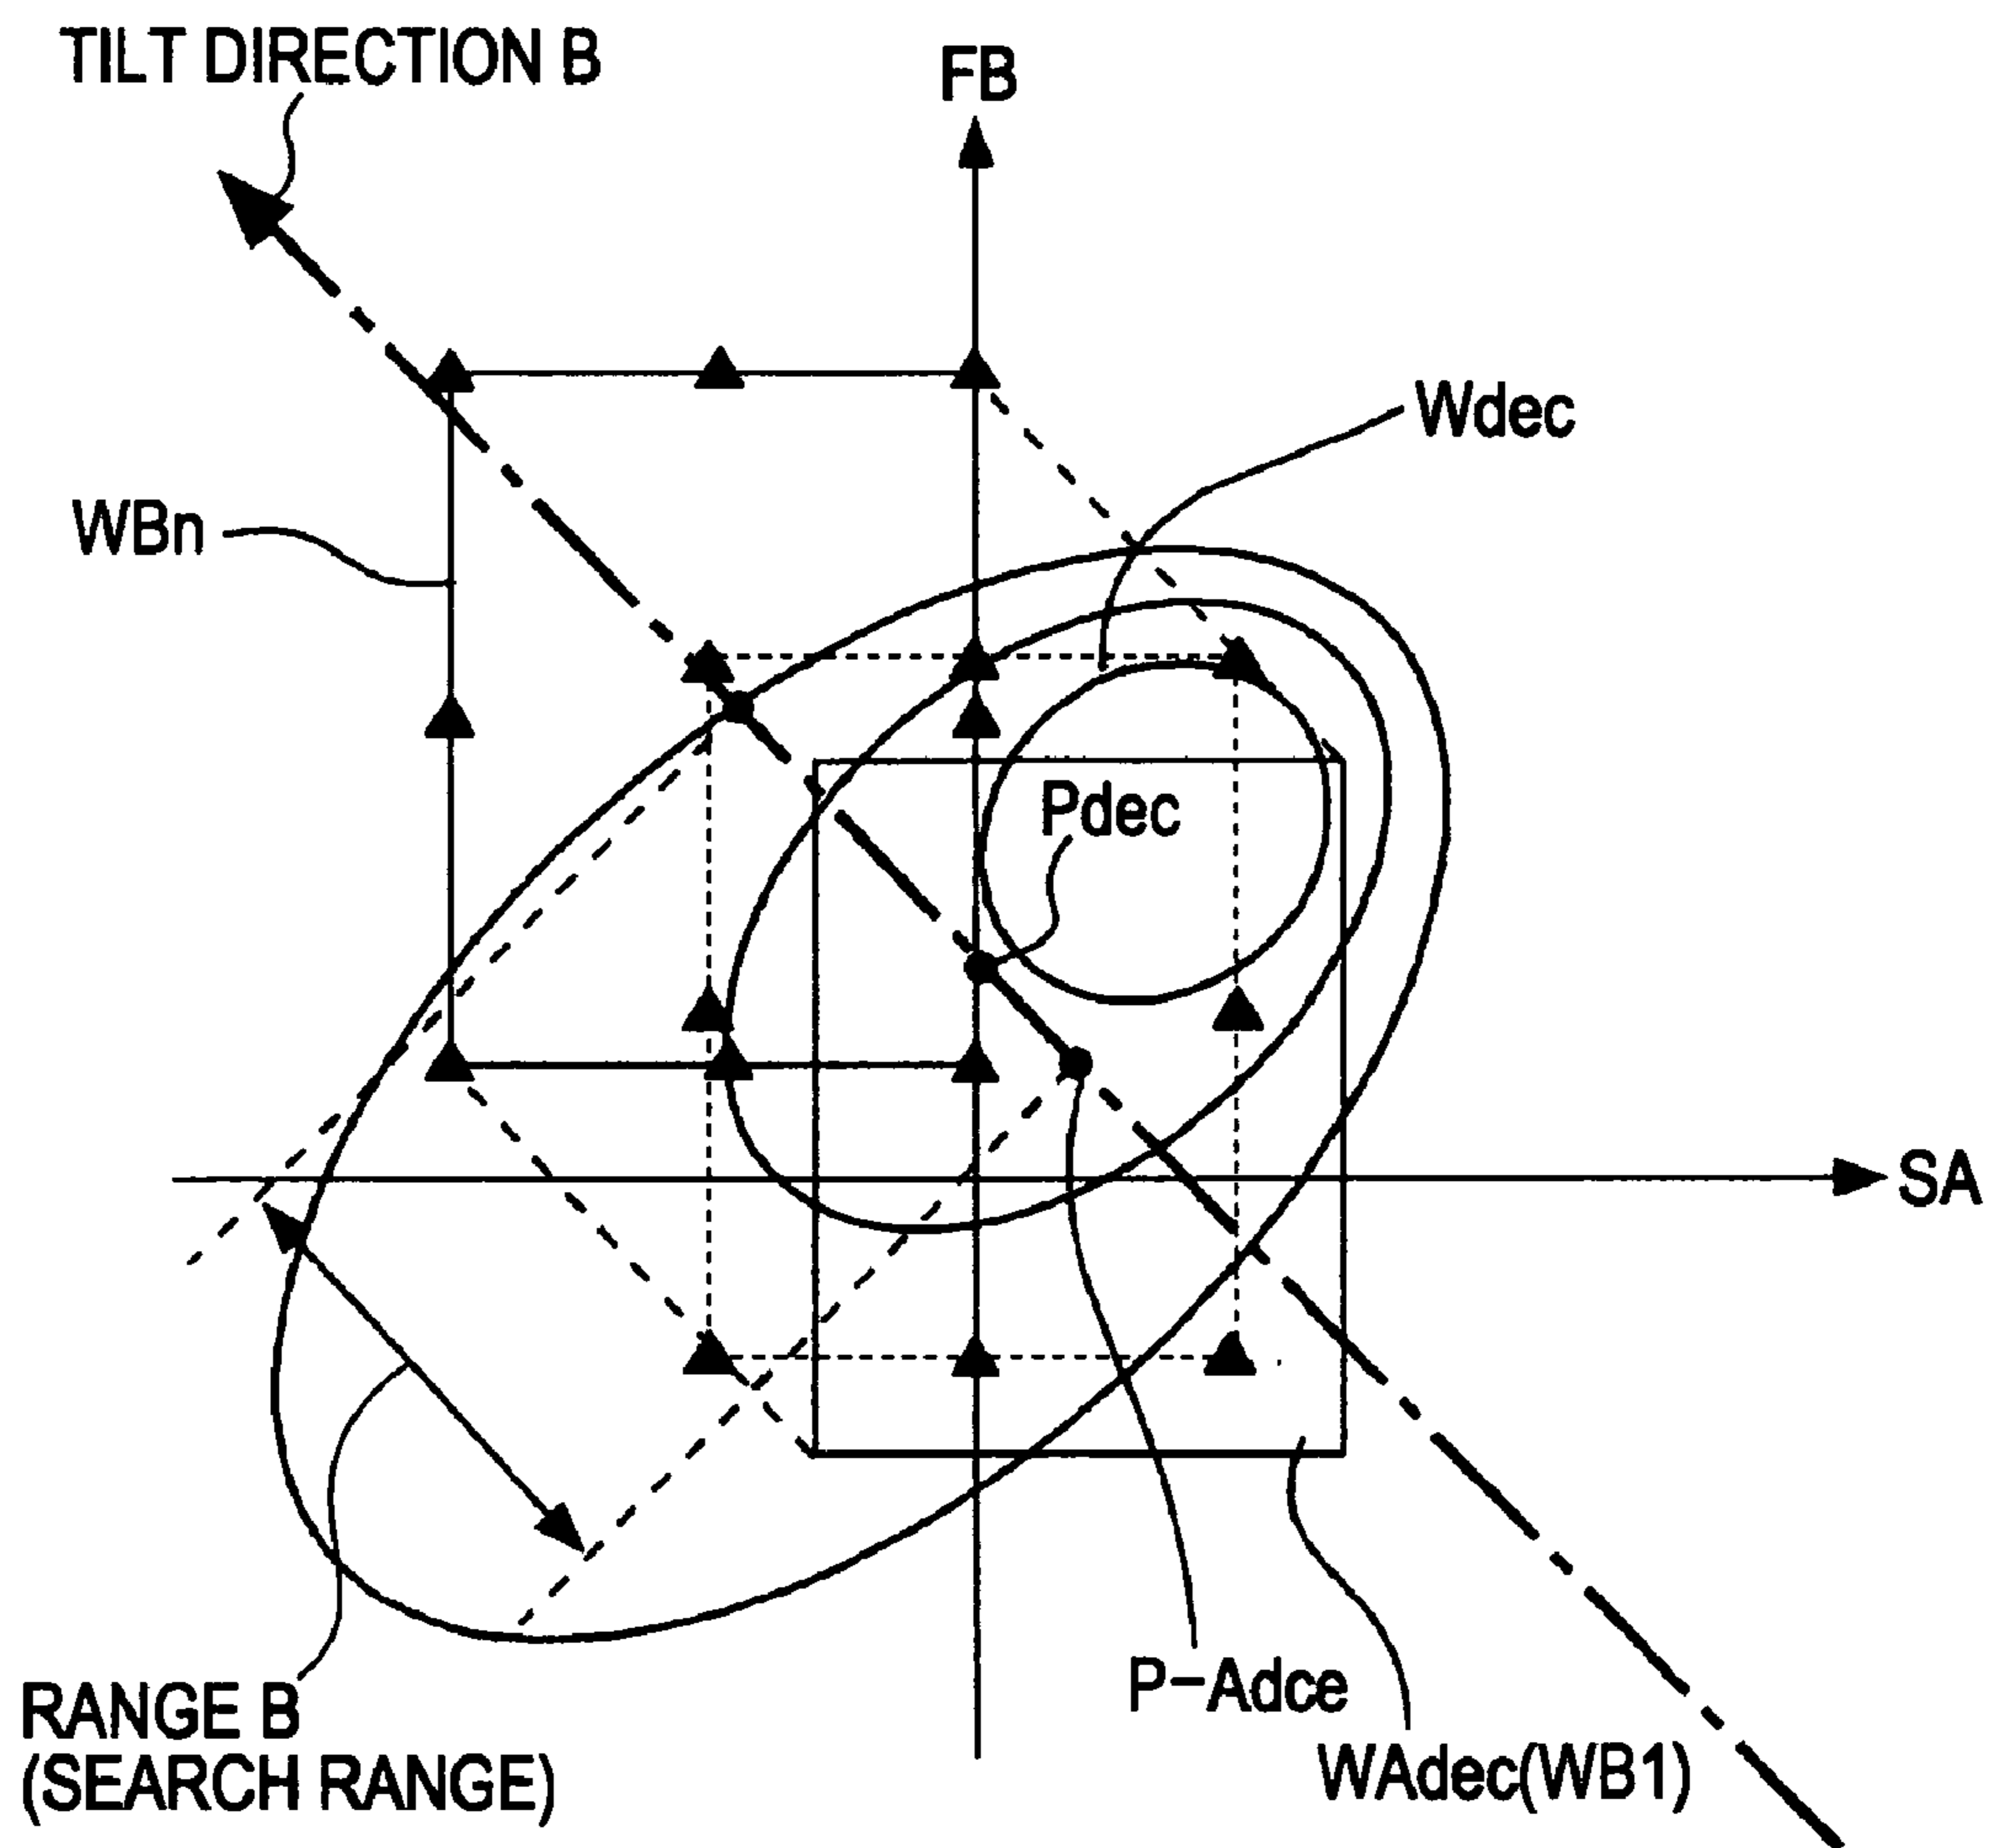 TILT DIRECTION B
FB
Wdec
WBn
Pdec
SA
P-Adce
RANGE B
(SEARCH RANGE)
WAdec(WB1)